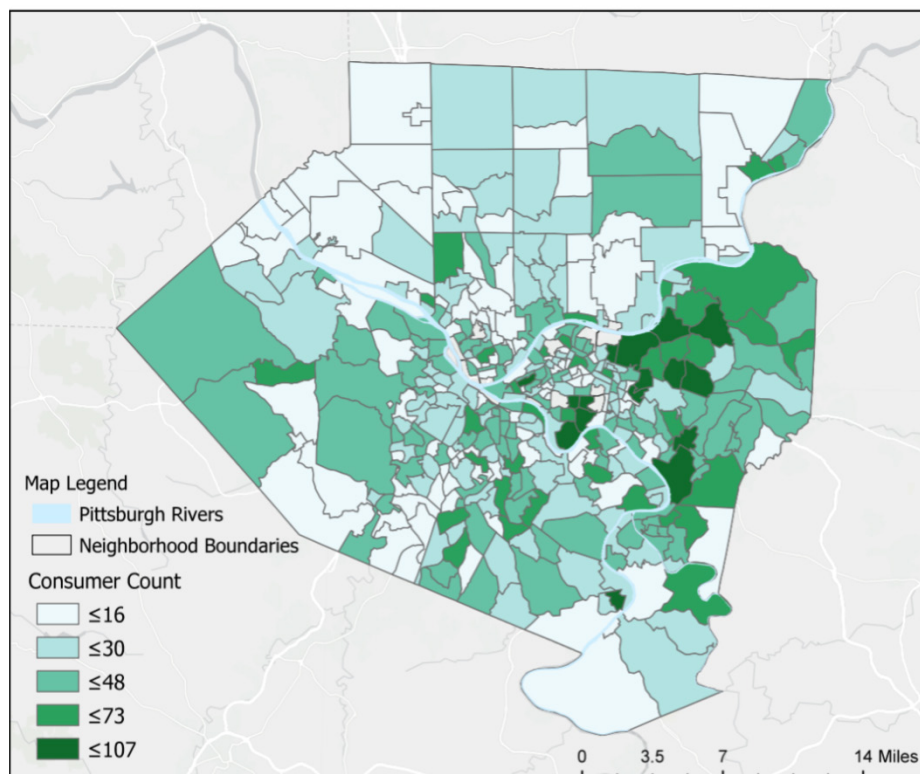 Map Legend
Pittsburgh Rivers
Neighborhood Boundaries
Consumer Count
≤16
≤30
≤48
≤73
≤107
0 3.5 7 14 Miles